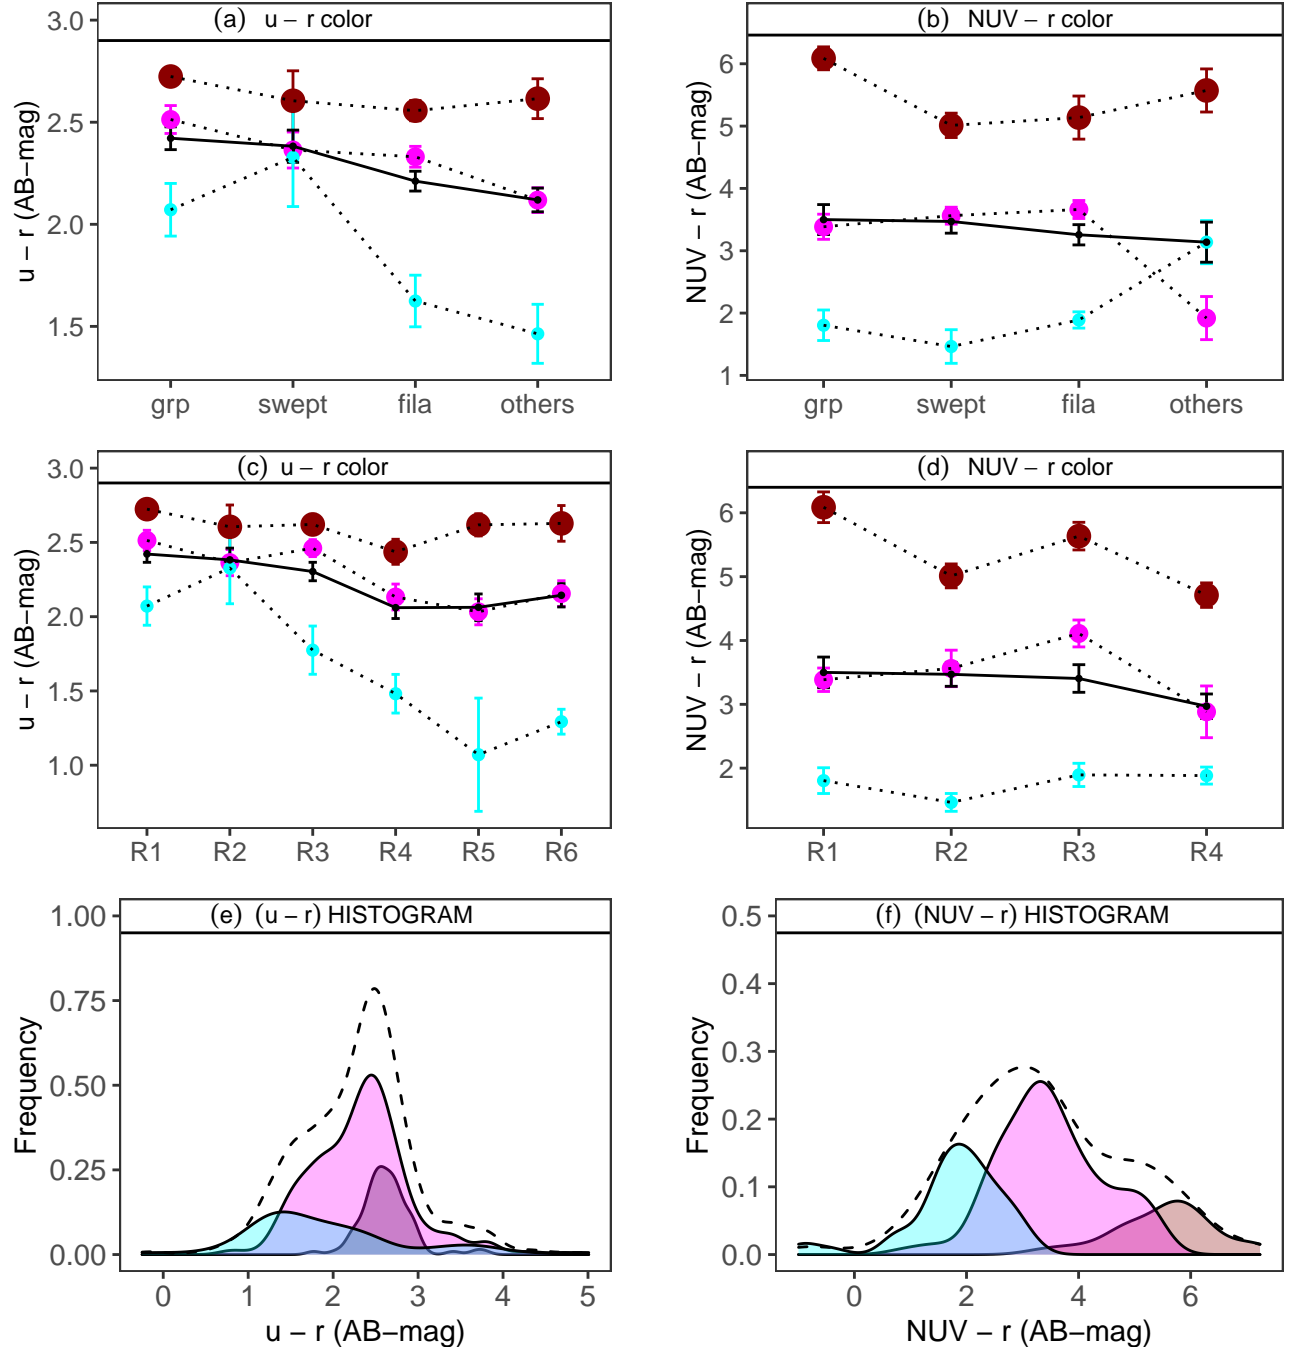 (a) u − r color
3.0
2.5
2.0
1.5
u − r (AB−mag)
grp swept fila others
(b) NUV − r color
6
5
4
3
2
1
NUV − r (AB−mag)
grp swept fila others
(c) u − r color
3.0
2.5
2.0
1.5
1.0
u − r (AB−mag)
R1 R2 R3 R4 R5 R6
(d) NUV − r color
6
5
4
3
2
NUV − r (AB−mag)
R1 R2 R3 R4
(e) (u − r) HISTOGRAM
1.00
0.75
0.50
0.25
0.00
Frequency
0 1 2 3 4 5
u − r (AB−mag)
(f) (NUV − r) HISTOGRAM
0.5
0.4
0.3
0.2
0.1
0.0
Frequency
0 2 4 6
NUV − r (AB−mag)